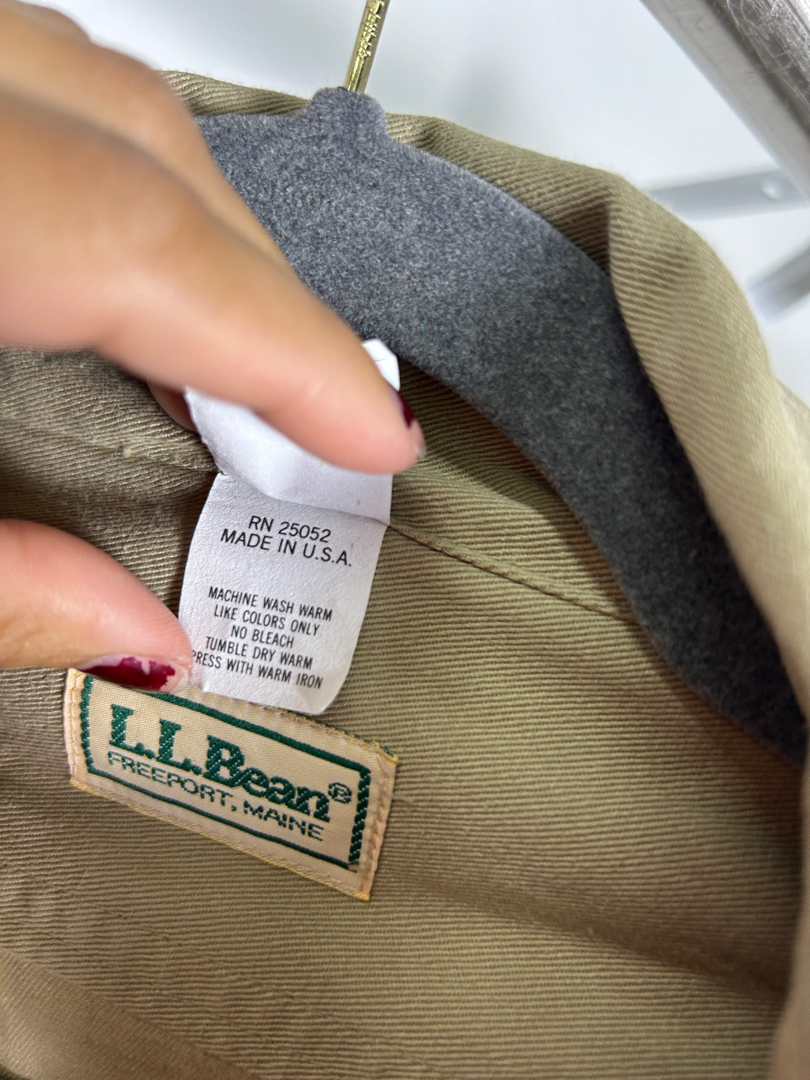 RN 25052
MADE IN U.S.A.
MACHINE WASH WARM
LIKE COLORS ONLY
NO BLEACH
TUMBLE DRY WARM
PRESS WITH WARM IRON
L.L.Bean®
FREEPORT, MAINE